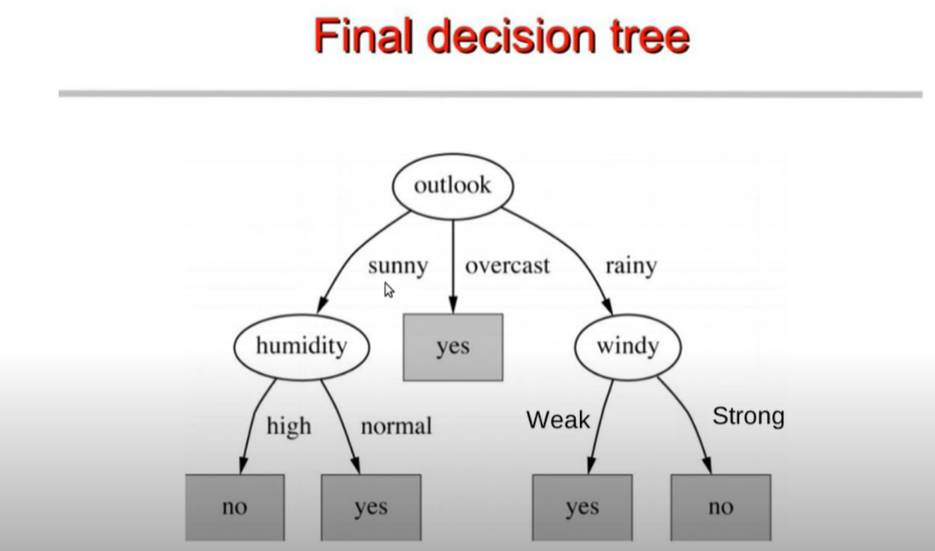 Final decision tree
outlook
sunny overcast rainy
humidity yes windy
high normal Weak Strong
no yes yes no